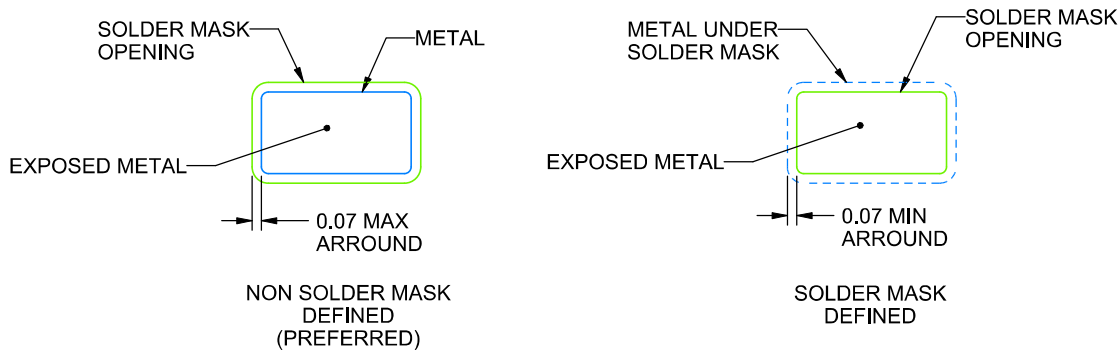 SOLDER MASK
OPENING
METAL
EXPOSED METAL
0.07 MAX
ARROUND
NON SOLDER MASK
DEFINED
(PREFERRED)
METAL UNDER
SOLDER MASK
SOLDER MASK
OPENING
EXPOSED METAL
0.07 MIN
ARROUND
SOLDER MASK
DEFINED